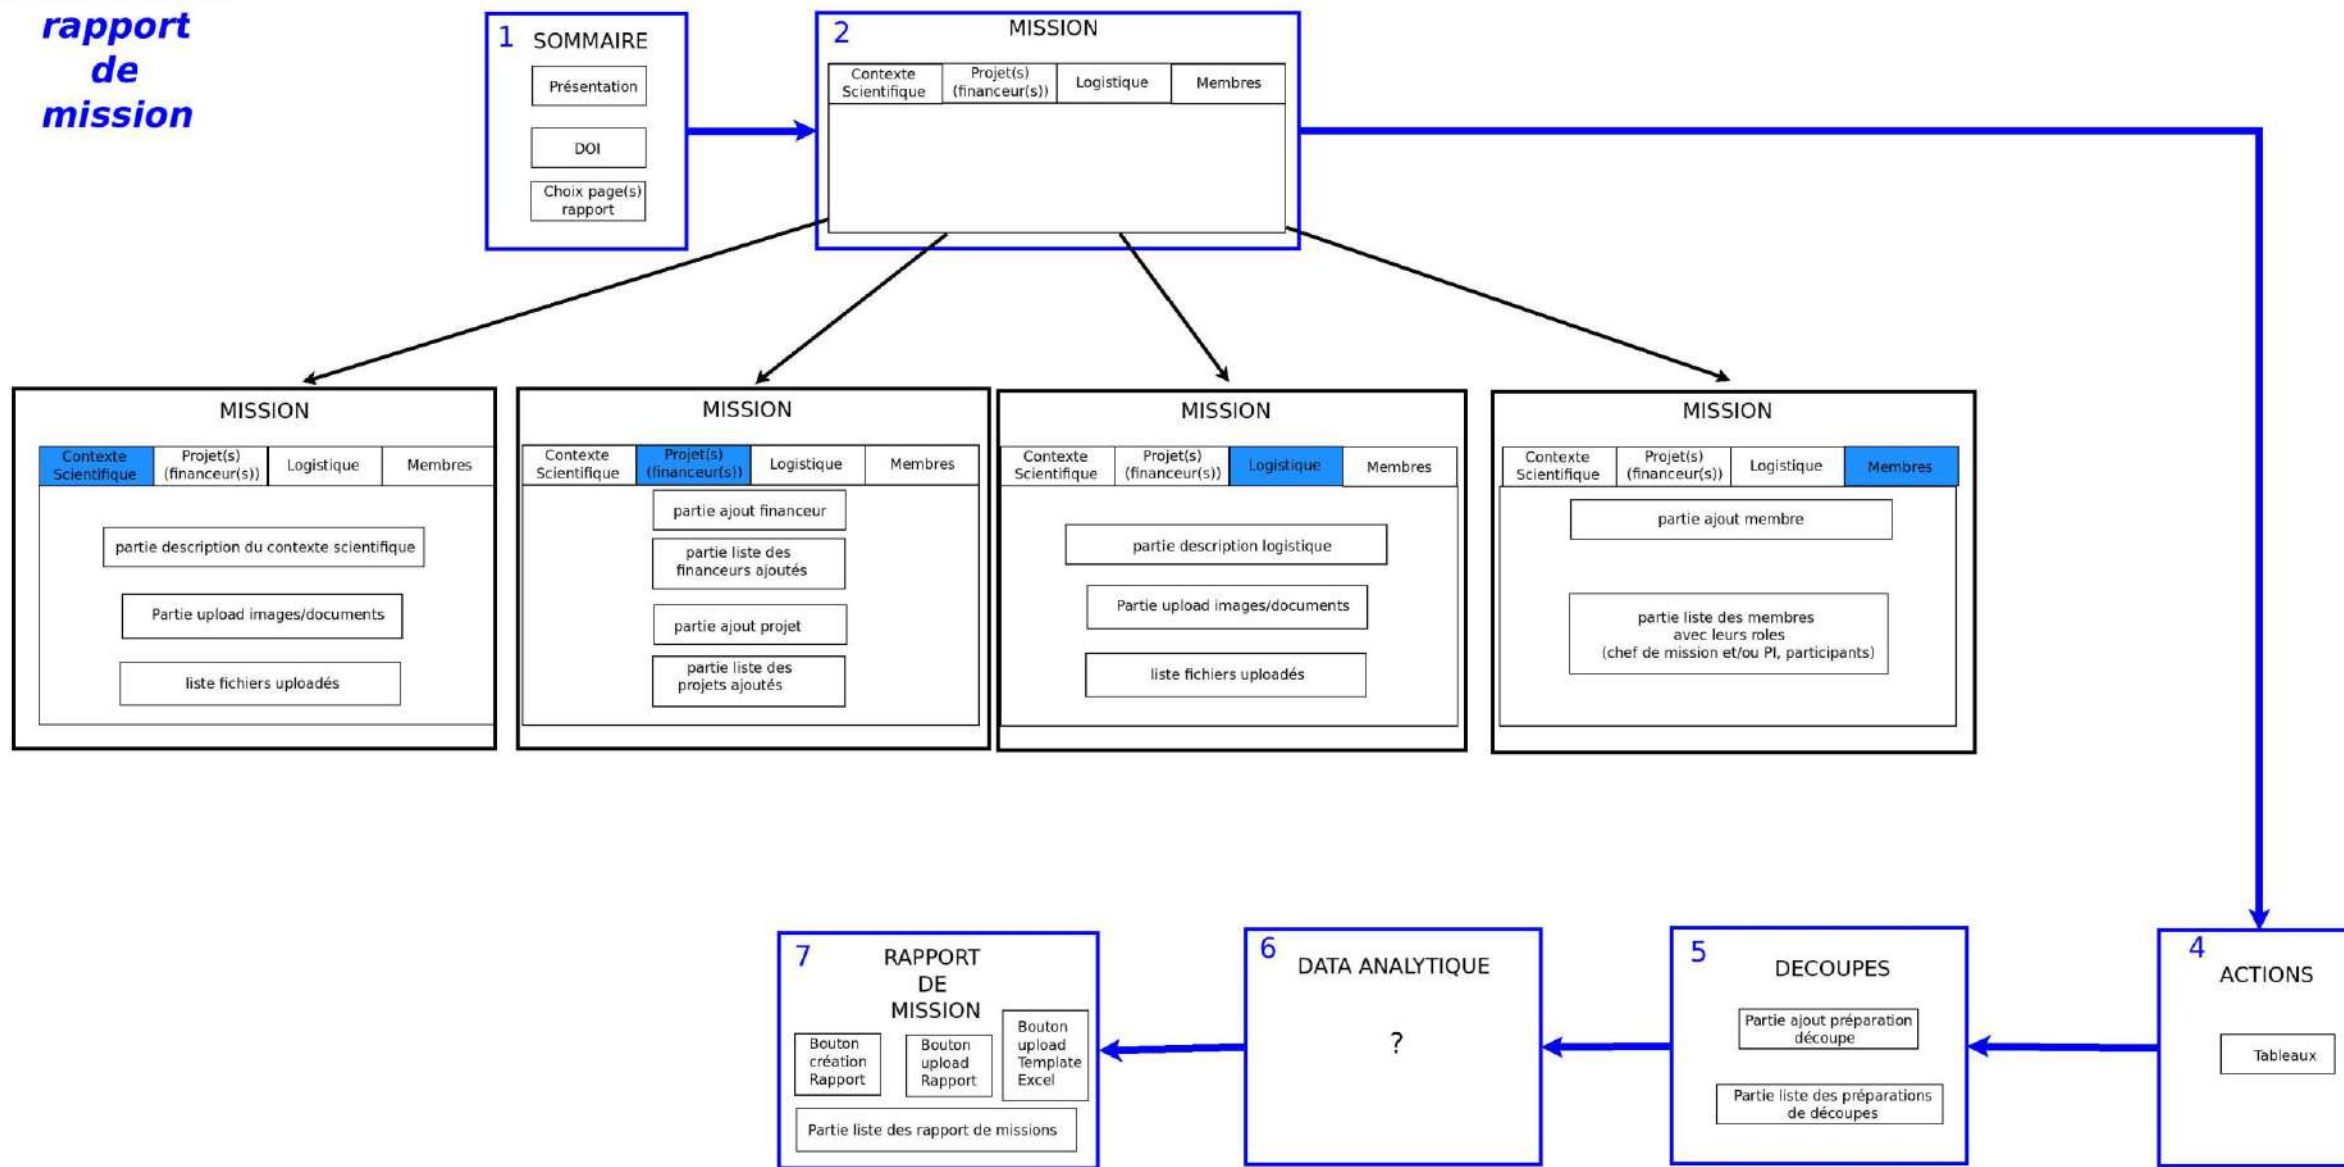 rapport
de
mission
1
SOMMAIRE
Présentation
DOI
Choix page(s)
rapport
2
MISSION
Contexte
Scientifique
Projet(s)
(financeur(s))
Logistique
Membres
MISSION
Contexte
Scientifique
Projet(s)
(financeur(s))
Logistique
Membres
partie description du contexte scientifique
Partie upload images/documents
liste fichiers uploadés
MISSION
Contexte
Scientifique
Projet(s)
(financeur(s))
Logistique
Membres
partie ajout financeur
partie liste des
financeurs ajoutés
partie ajout projet
partie liste des
projets ajoutés
MISSION
Contexte
Scientifique
Projet(s)
(financeur(s))
Logistique
Membres
partie description logistique
Partie upload images/documents
liste fichiers uploadés
MISSION
Contexte
Scientifique
Projet(s)
(financeur(s))
Logistique
Membres
partie ajout membre
partie liste des membres
avec leurs roles
(chef de mission et/ou PI, participants)
7
RAPPORT
DE
MISSION
Bouton
création
Rapport
Bouton
upload
Rapport
Bouton
upload
Template
Excel
Partie liste des rapport de missions
6
DATA ANALYTIQUE
?
5
DECOUPES
Partie ajout préparation
découpe
Partie liste des préparations
de découpes
4
ACTIONS
Tableaux